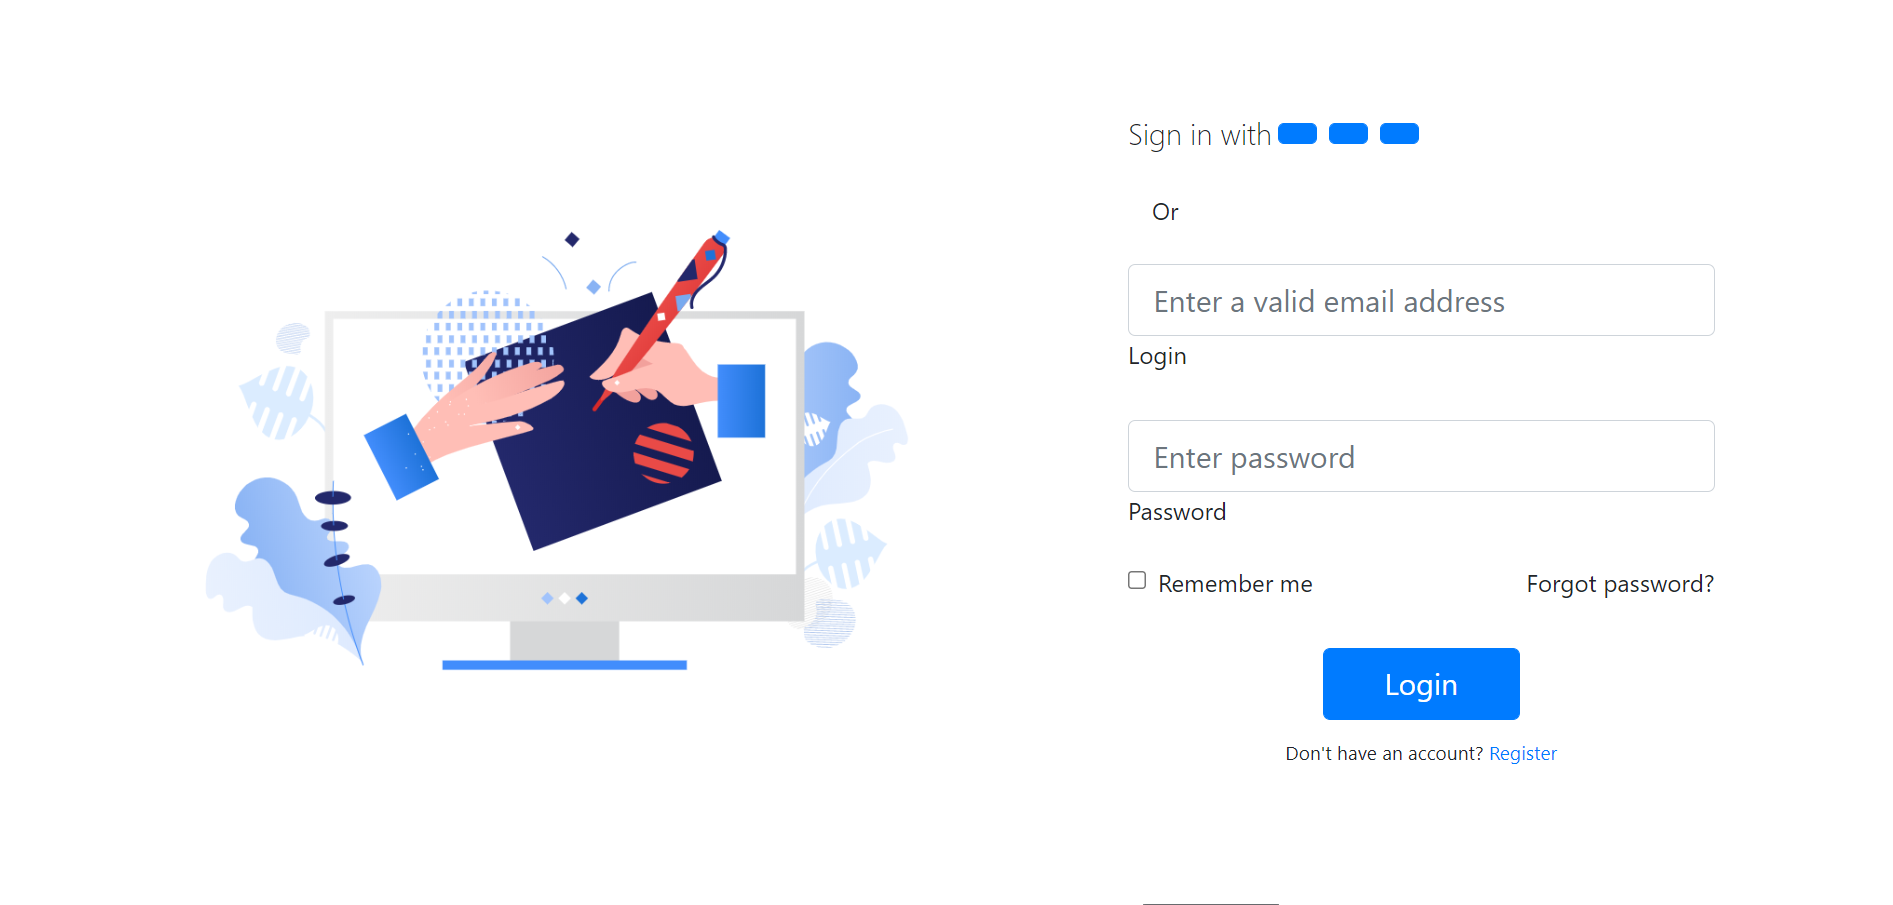 Sign in with
Or
Enter a valid email address
Login
Enter password
Password
Remember me Forgot password?
Login
Don't have an account? Register